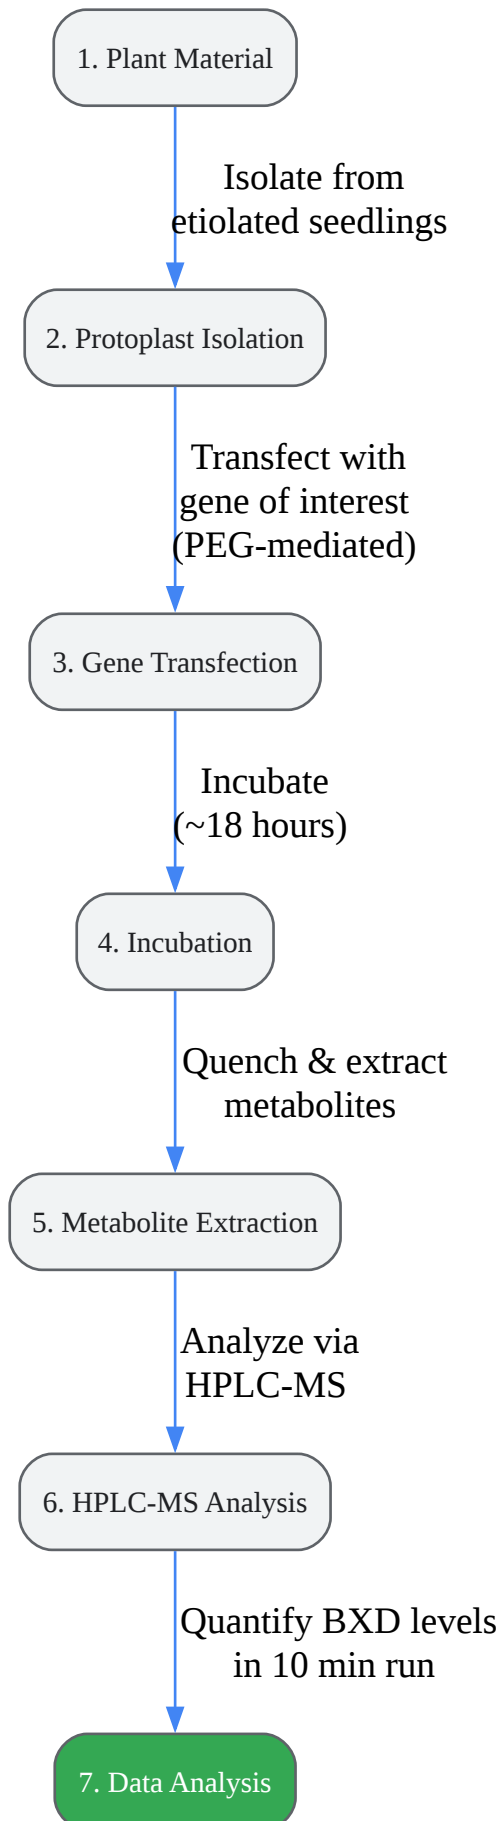 1. Plant Material
Isolate from
etiolated seedlings
2. Protoplast Isolation
Transfect with
gene of interest
(PEG-mediated)
3. Gene Transfection
Incubate
(~18 hours)
4. Incubation
Quench & extract
metabolites
5. Metabolite Extraction
Analyze via
HPLC-MS
6. HPLC-MS Analysis
Quantify BXD levels
in 10 min run
7. Data Analysis